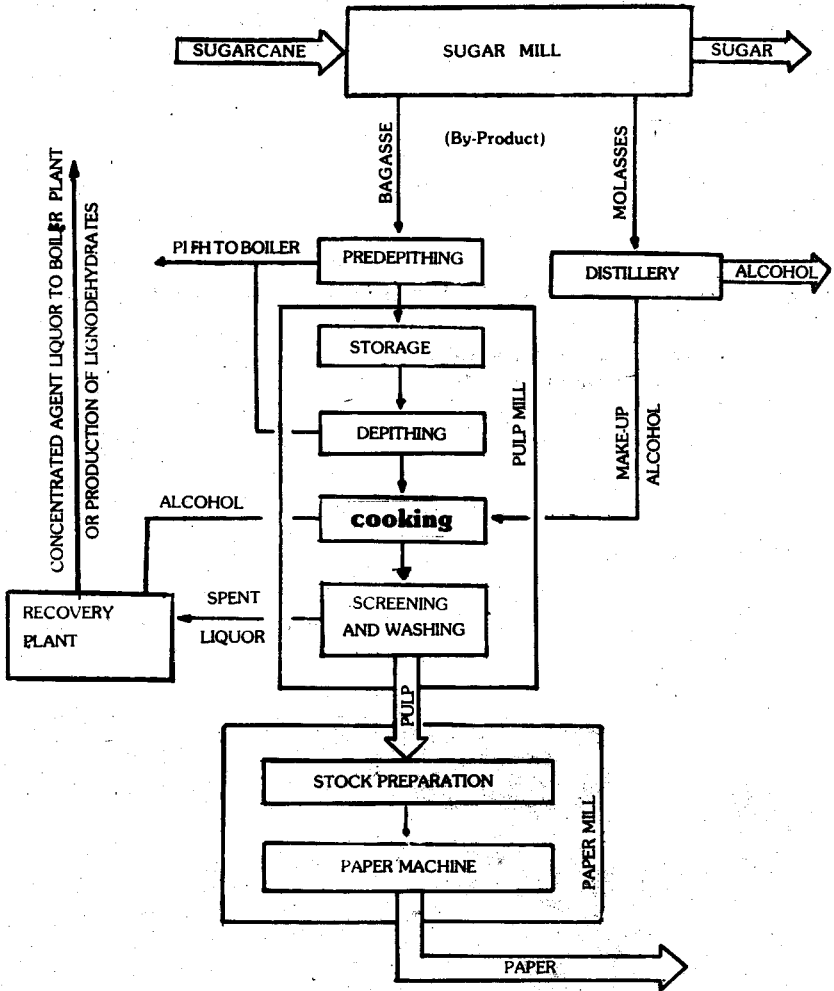 SUGARCANE
SUGAR MILL
SUGAR
BAGASSE
(By-Product)
MOLASSES
PIFH TO BOILER
PREDEPITHING
DISTILLERY
ALCOHOL
CONCENTRATED AGENT LIQUOR TO BOILER PLANT
OR PRODUCTION OF LIGNODEHYDRATES
STORAGE
PULP MILL
DEPITHING
MAKE-UP
ALCOHOL
ALCOHOL
cooking
RECOVERY
PLANT
SPENT
LIQUOR
SCREENING
AND WASHING
PULP
STOCK PREPARATION
PAPER MACHINE
PAPER MILL
PAPER